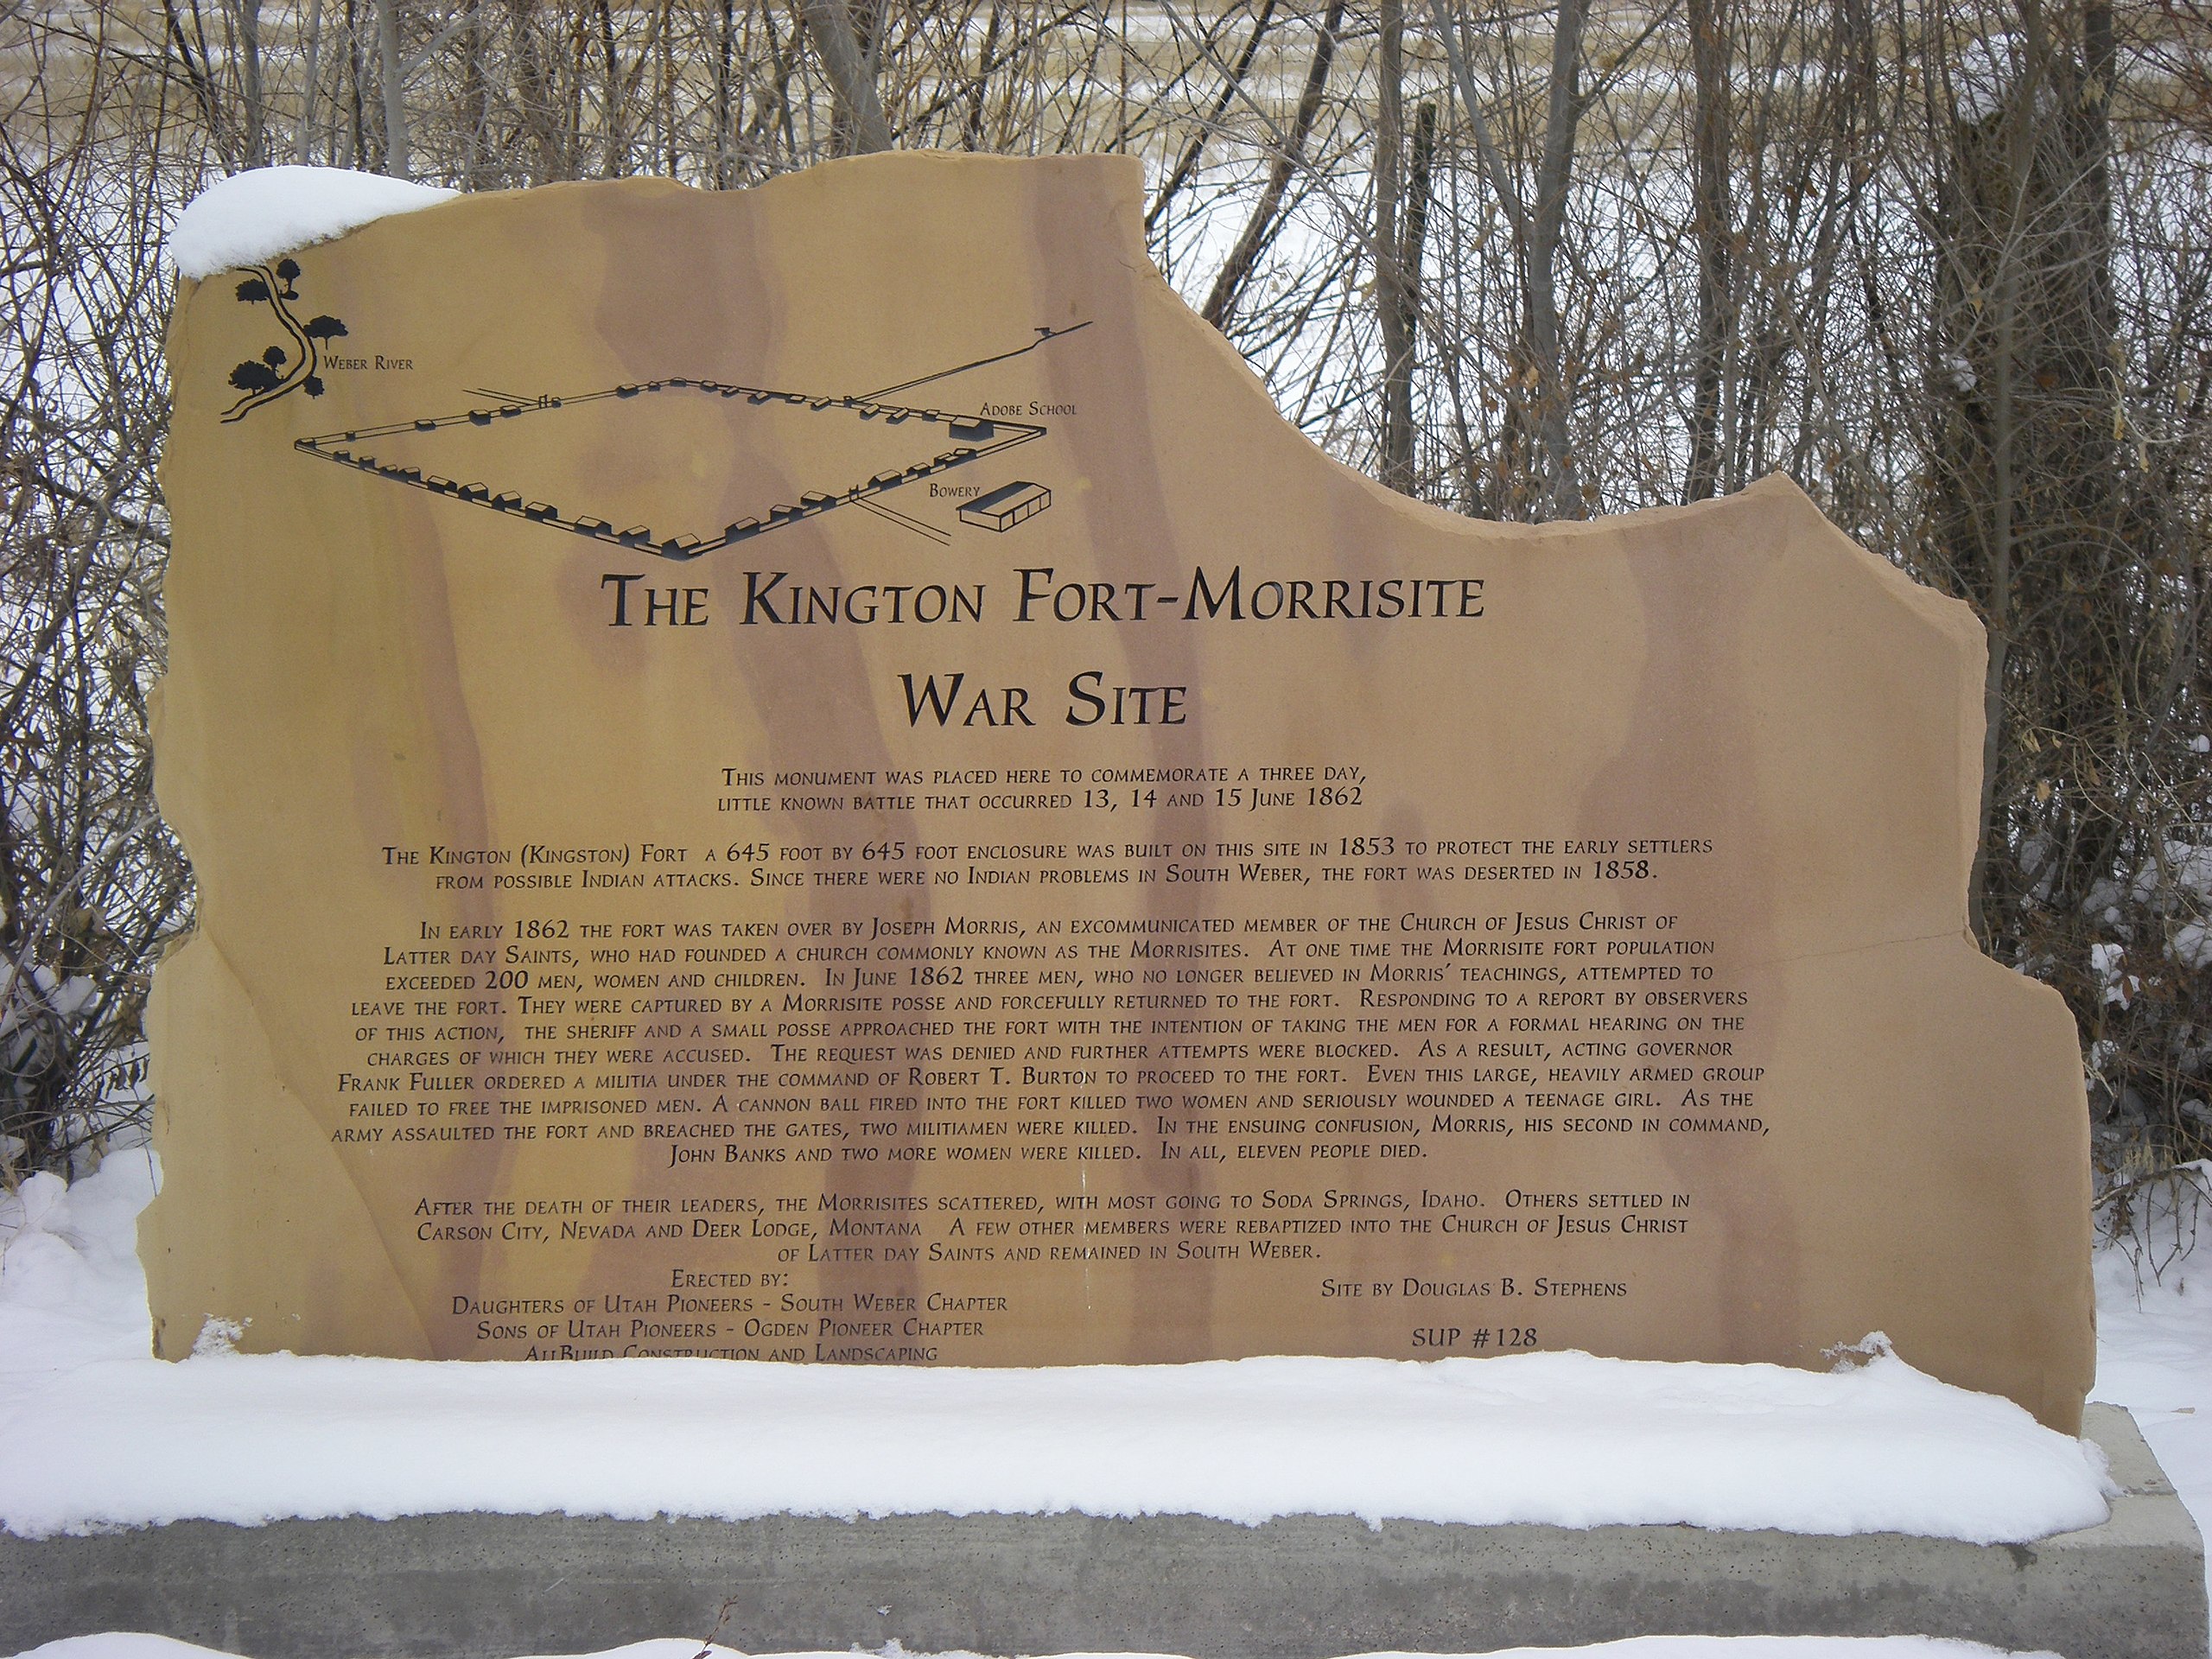 Weber River
Adobe School
Bowery
The Kington Fort-Morrisite
War Site
This monument was placed here to commemorate a three day,
little known battle that occurred 13, 14 and 15 June 1862
The Kington (Kingston) Fort a 645 foot by 645 foot enclosure was built on this site in 1853 to protect the early settlers
from possible Indian attacks. Since there were no Indian problems in South Weber, the fort was deserted in 1858.
In early 1862 the fort was taken over by Joseph Morris, an excommunicated member of the Church of Jesus Christ of
Latter day Saints, who had founded a church commonly known as the Morrisites. At one time the Morrisite fort population
exceeded 200 men, women and children. In June 1862 three men, who no longer believed in Morris' teachings, attempted to
leave the fort. They were captured by a Morrisite posse and forcefully returned to the fort. Responding to a report by observers
of this action, the sheriff and a small posse approached the fort with the intention of taking the men for a formal hearing on the
charges of which they were accused. The request was denied and further attempts were blocked. As a result, acting governor
Frank Fuller ordered a militia under the command of Robert T. Burton to proceed to the fort. Even this large, heavily armed group
failed to free the imprisoned men. A cannon ball fired into the fort killed two women and seriously wounded a teenage girl. As the
army assaulted the fort and breached the gates, two militiamen were killed. In the ensuing confusion, Morris, his second in command,
John Banks and two more women were killed. In all, eleven people died.
After the death of their leaders, the Morrisites scattered, with most going to Soda Springs, Idaho. Others settled in
Carson City, Nevada and Deer Lodge, Montana A few other members were rebaptized into the Church of Jesus Christ
of Latter day Saints and remained in South Weber.
Erected by:
Daughters of Utah Pioneers - South Weber Chapter
Sons of Utah Pioneers - Ogden Pioneer Chapter
AllBuild Construction and Landscaping
Site by Douglas B. Stephens
SUP #128